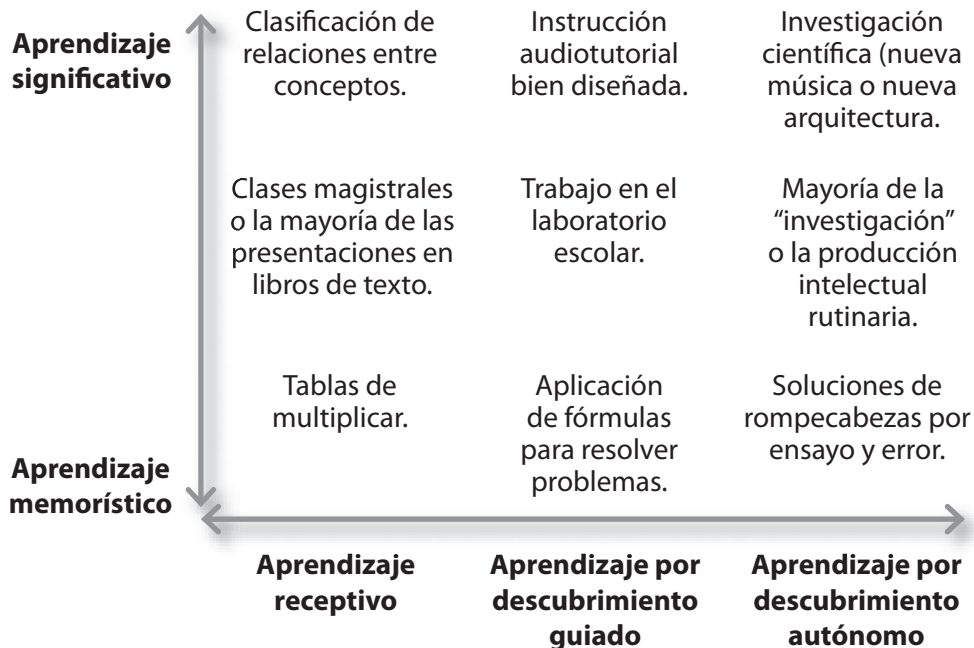 Aprendizaje
significativo
Clasificación de
relaciones entre
conceptos.
Instrucción
audiotutorial
bien diseñada.
Investigación
científica (nueva
música o nueva
arquitectura.
Clases magistrales
o la mayoría de las
presentaciones en
libros de texto.
Trabajo en el
laboratorio
escolar.
Mayoría de la
“investigación”
o la producción
intelectual
rutinaria.
Tablas de
multiplicar.
Aplicación
de fórmulas
para resolver
problemas.
Soluciones de
rompecabezas por
ensayo y error.
Aprendizaje
memorístico
Aprendizaje
receptivo
Aprendizaje por
descubrimiento
guiado
Aprendizaje por
descubrimiento
autónomo